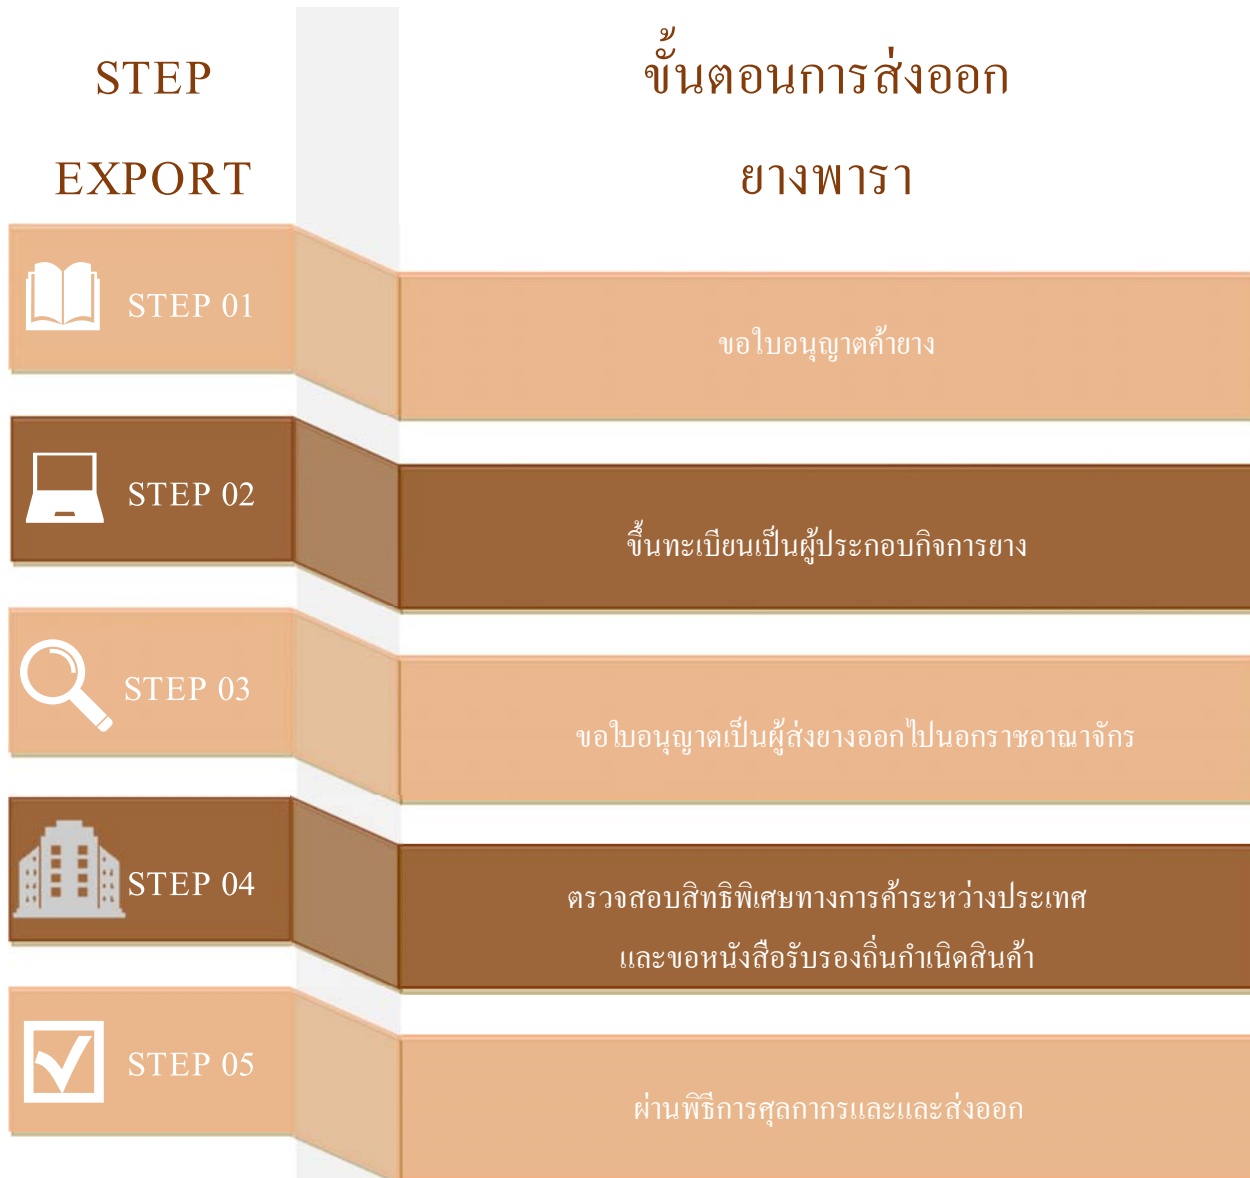 STEP
EXPORT
ขั้นตอนการส่งออก
ยางพารา
STEP 01
ขอใบอนุญาตค้ายาง
STEP 02
ขึ้นทะเบียนเป็นผู้ประกอบกิจการยาง
STEP 03
ขอใบอนุญาตเป็นผู้ส่งยางออกไปนอกราชอาณาจักร
STEP 04
ตรวจสอบสิทธิพิเศษทางการค้าระหว่างประเทศ
และขอหนังสือรับรองถิ่นกำเนิดสินค้า
STEP 05
ผ่านพิธีการศุลกากรและและส่งออก